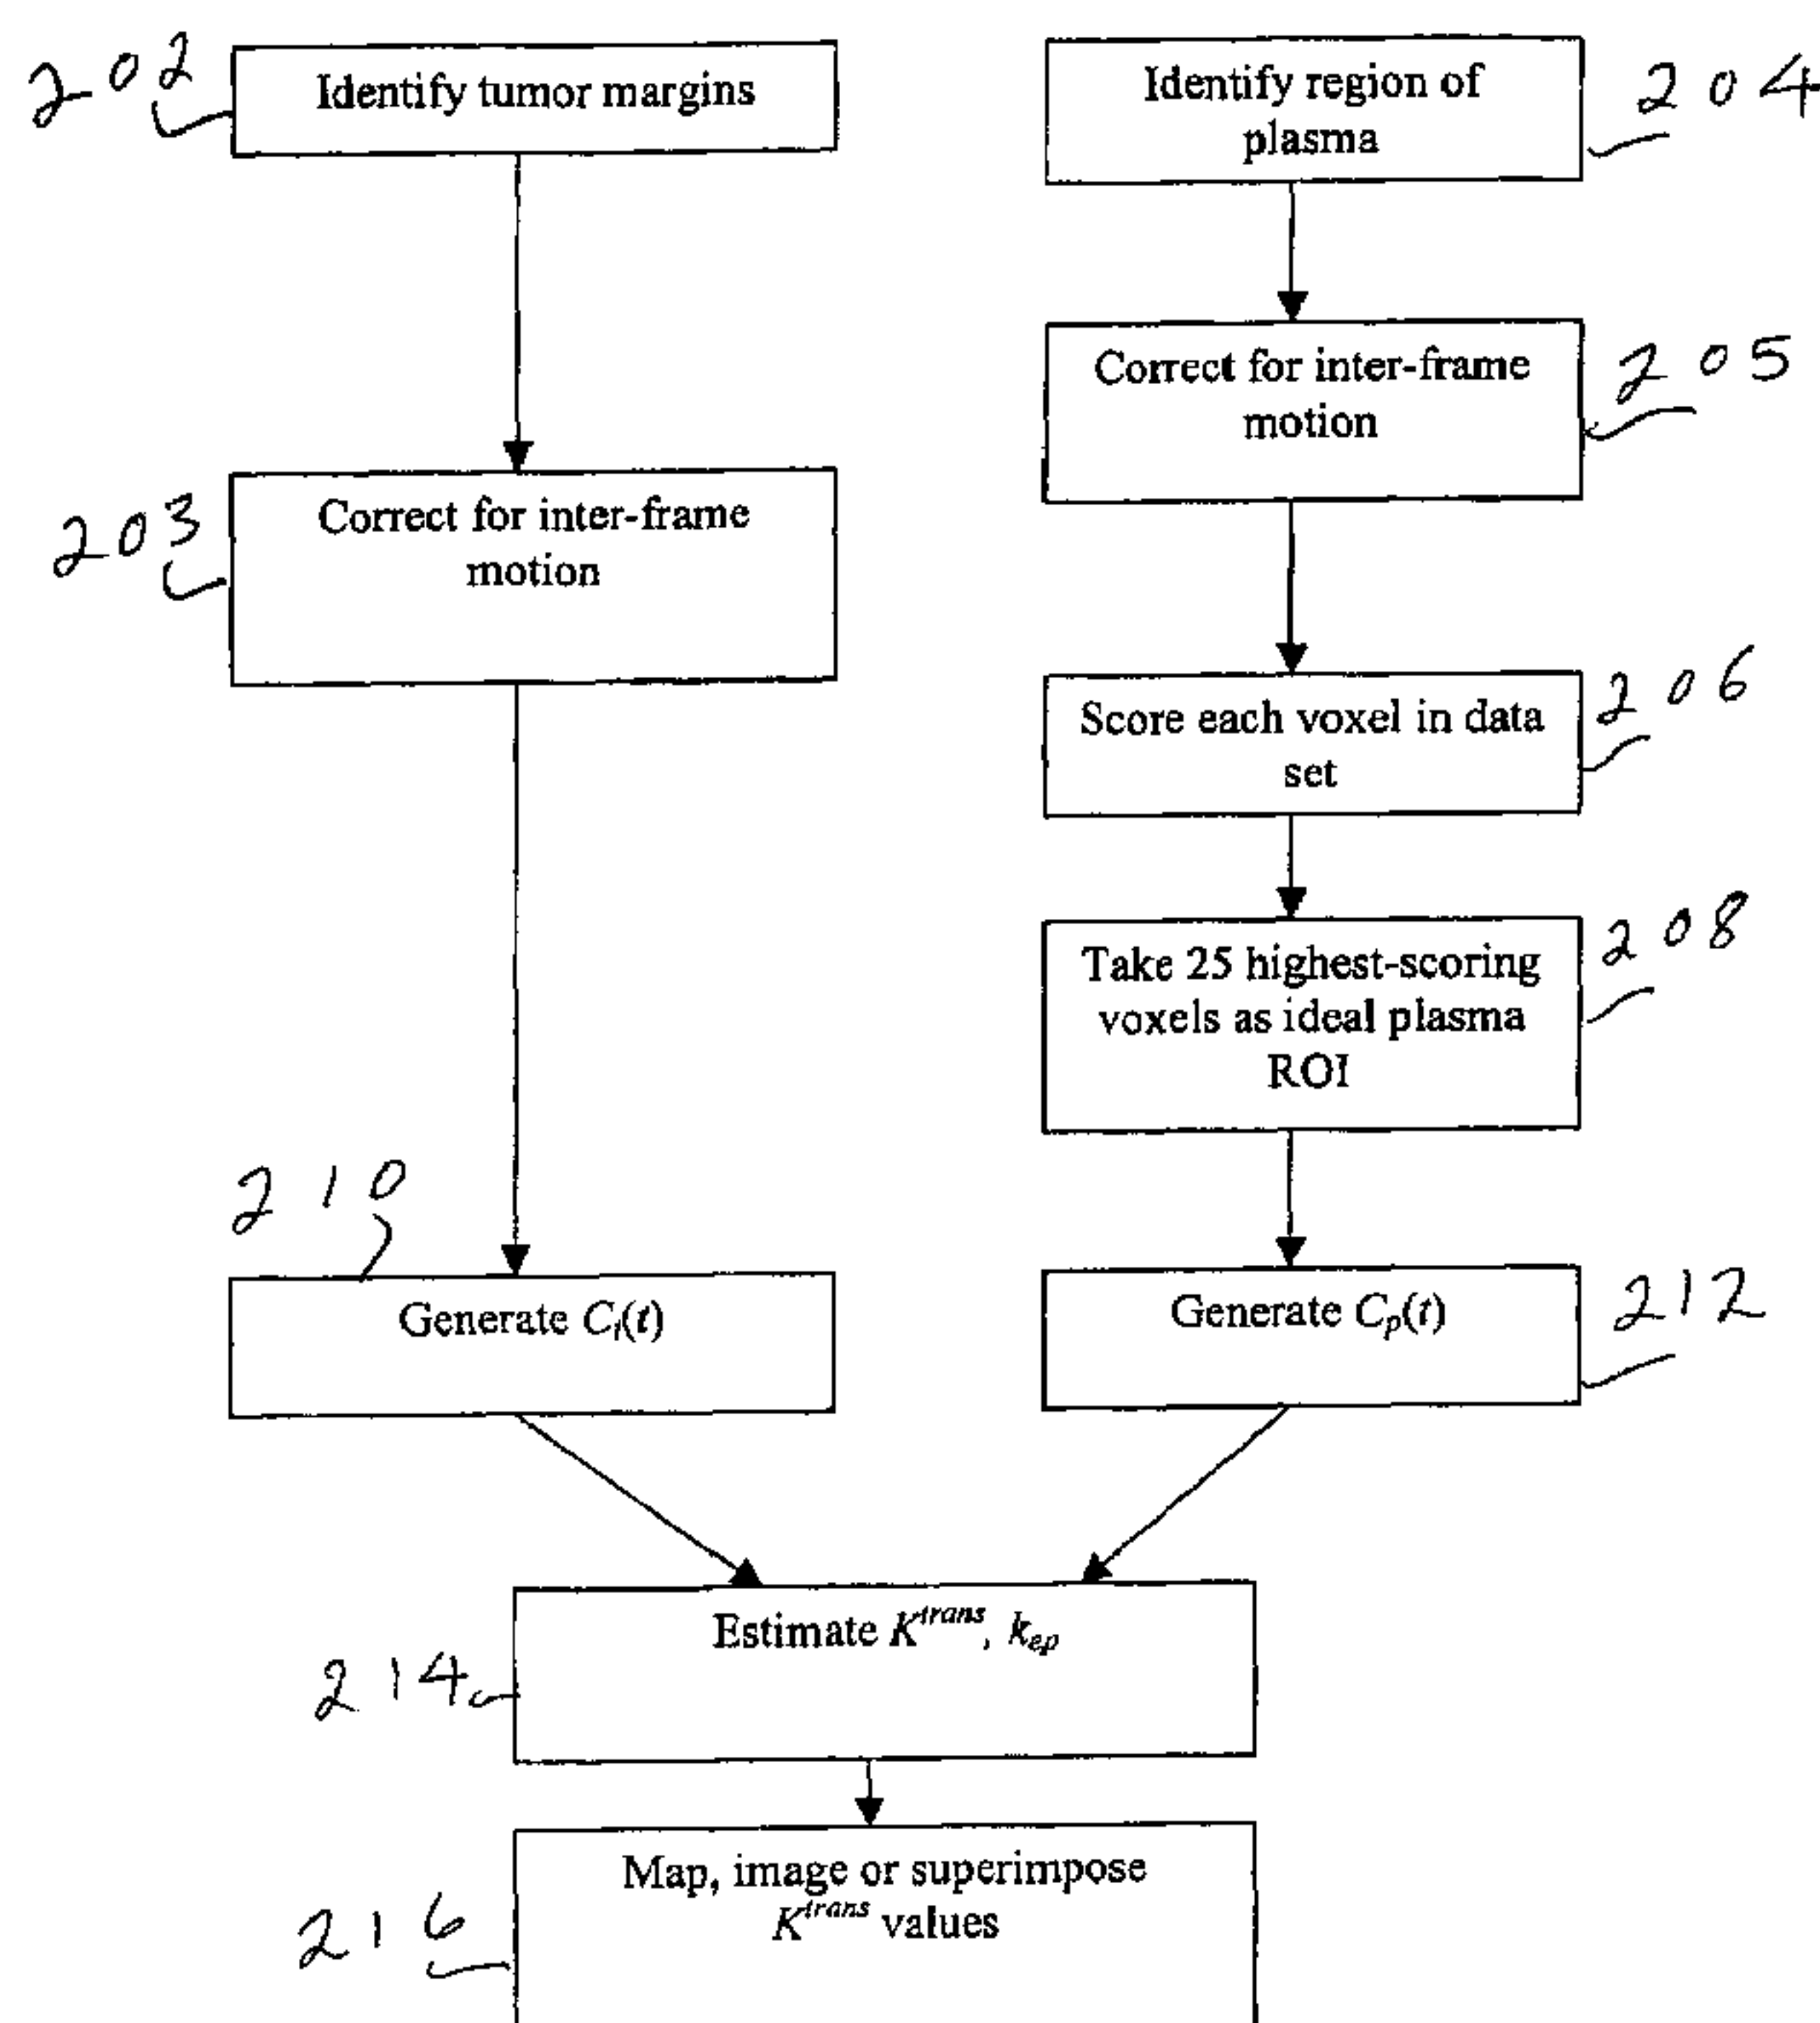 202
Identify tumor margins
Identify region of
plasma
204
Correct for inter-frame
motion
205
203
Correct for inter-frame
motion
Score each voxel in data
set
206
Take 25 highest-scoring
voxels as ideal plasma
ROI
208
210
Generate Ct(t)
Generate Cp(t)
212
Estimate Ktrans, kep
214
Map, image or superimpose
Ktrans values
216